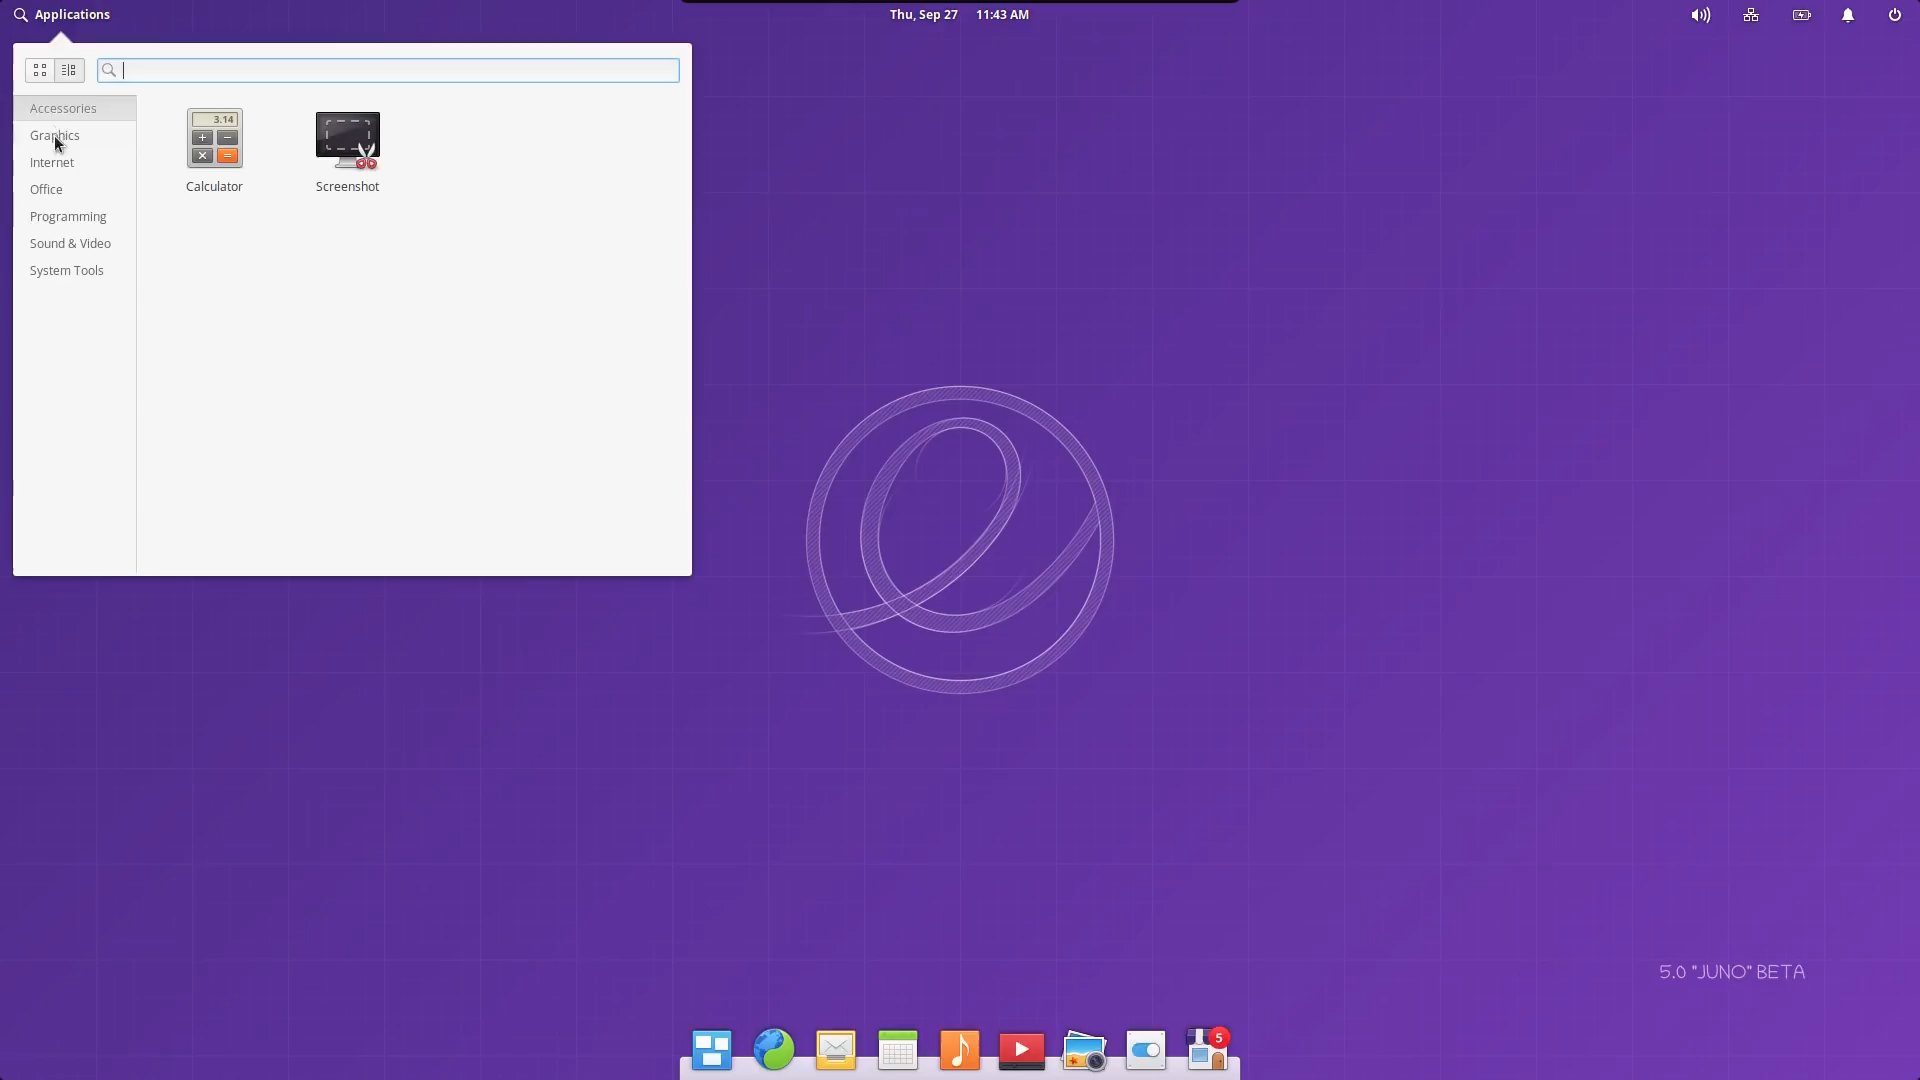 Applications
Thu, Sep 27 11:43 AM
Accessories
Graphics
Internet
Office
Programming
Sound & Video
System Tools
3.14
Calculator
Screenshot
5.0 "JUNO" BETA
5